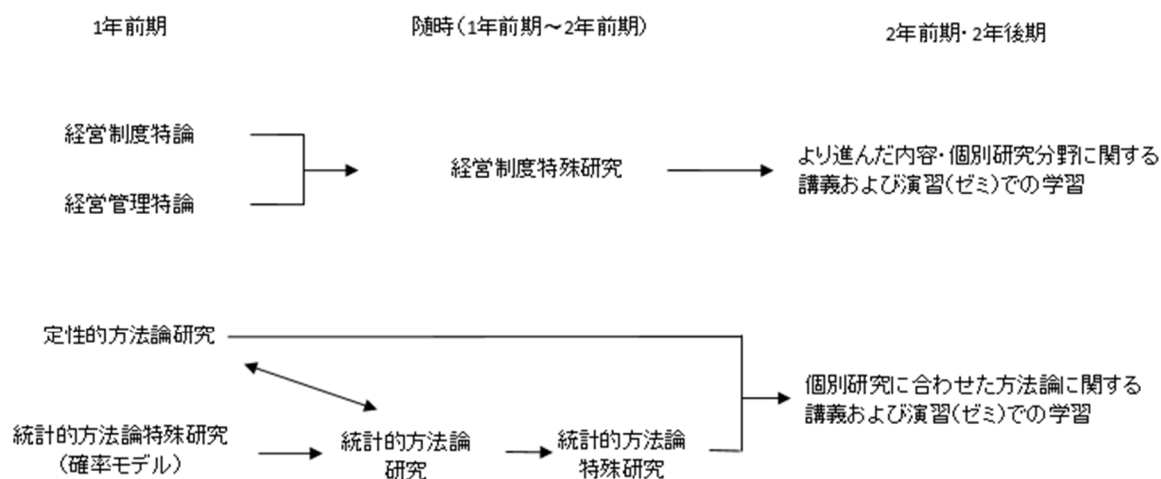 1年前期
随時(1年前期～2年前期)
2年前期・2年後期
経営制度特論
経営管理特論
経営制度特殊研究
より進んだ内容・個別研究分野に関する
講義および演習(ゼミ)での学習
定性的方法論研究
統計的方法論特殊研究
(確率モデル)
統計的方法論
研究
統計的方法論
特殊研究
個別研究に合わせた方法論に関する
講義および演習(ゼミ)での学習